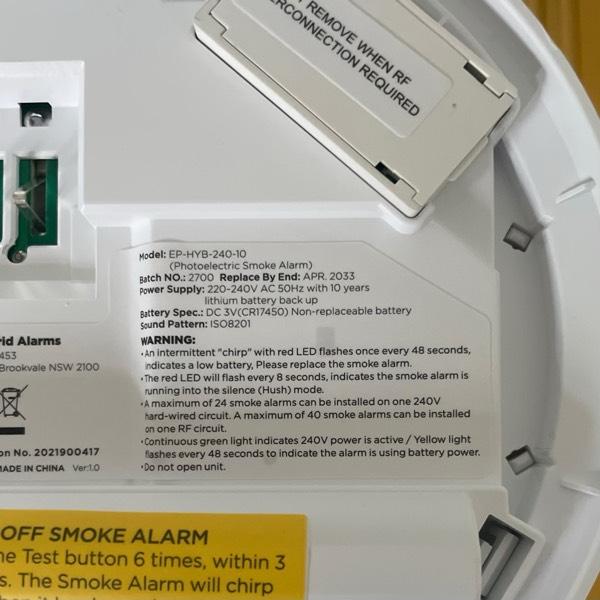 REMOVE WHEN RF
REQUIRED
Model: EP-HYB-240-10
(Photoelectric Smoke Alarm)
Batch NO.: 2700 Replace By End: APR. 2033
Power Supply: 220-240V AC 50Hz with 10 years
lithium battery back up
Battery Spec.: DC 3V(CR17450) Non-replaceable battery
Sound Pattern: ISO8201
WARNING:
•An intermittent "chirp" with red LED flashes once every 48 seconds,
indicates a low battery, Please replace the smoke alarm.
•The red LED will flash every 8 seconds, indicates the smoke alarm is
running into the silence (Hush) mode.
•A maximum of 24 smoke alarms can be installed on one 240V
hard-wired circuit. A maximum of 40 smoke alarms can be installed
on one RF circuit.
•Continuous green light indicates 240V power is active / Yellow light
flashes every 48 seconds to indicate the alarm is using battery power.
•Do not open unit.
rid Alarms
453
Brookvale NSW 2100
on No. 2021900417
MADE IN CHINA Ver:1.0
OFF SMOKE ALARM
he Test button 6 times, within 3
s. The Smoke Alarm will chirp